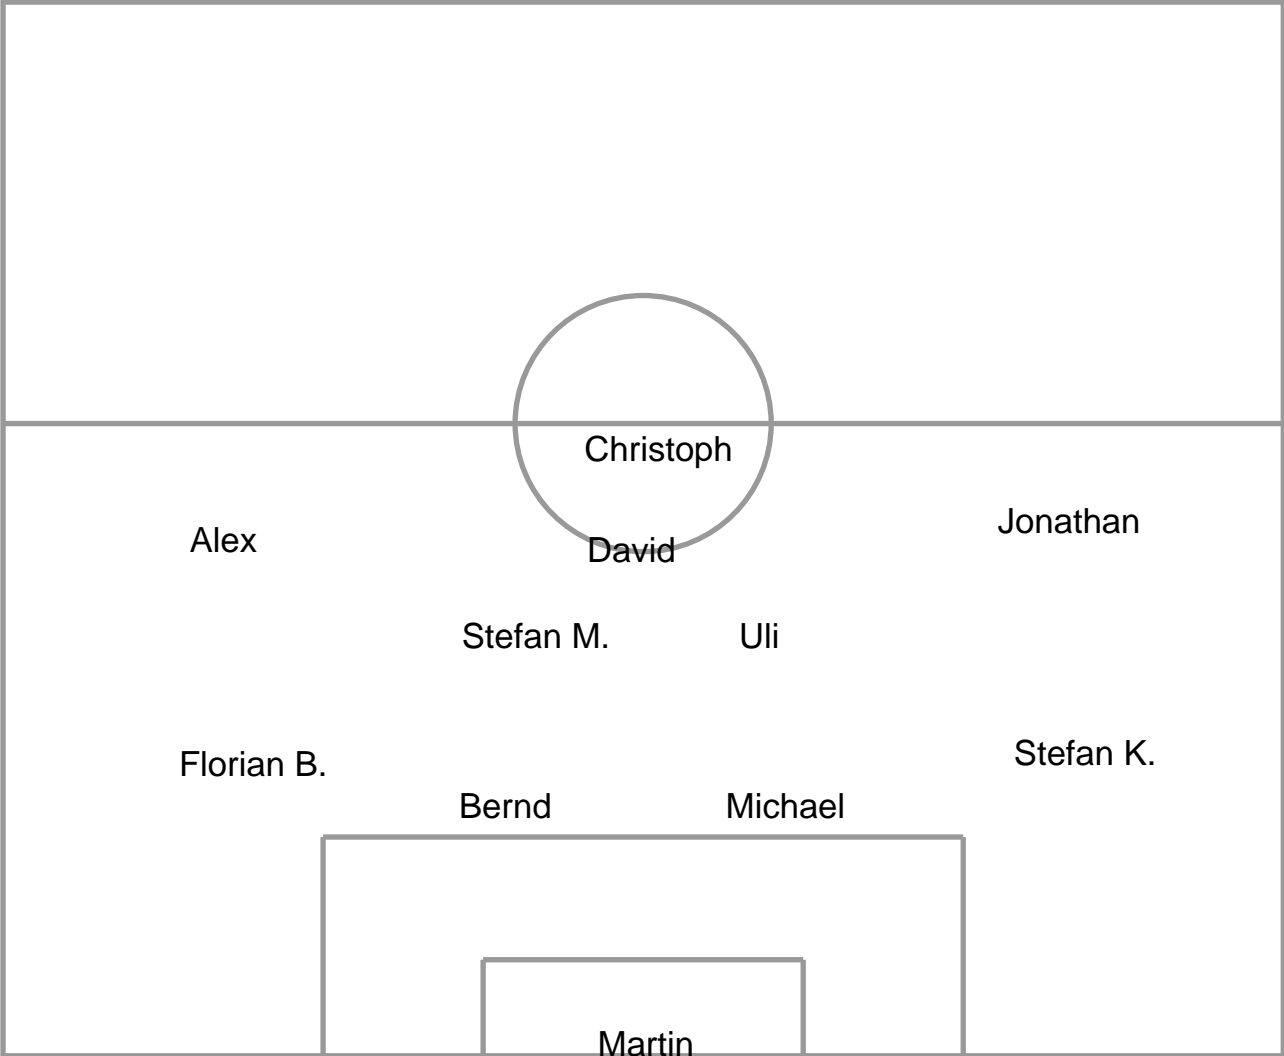 Christoph
Jonathan
Alex
David
Stefan M.
Uli
Stefan K.
Florian B.
Bernd
Michael
Martin